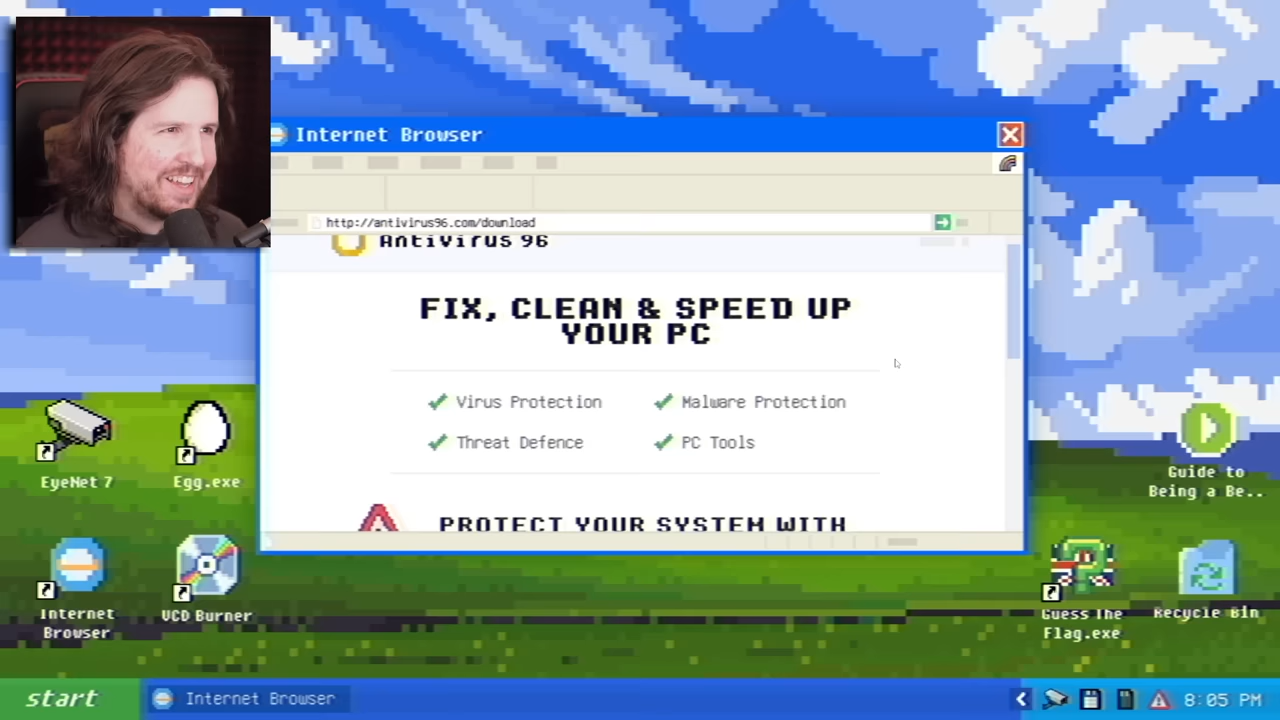 Internet Browser
http://antivirus96.com/download
Antivirus 96
FIX, CLEAN & SPEED UP
YOUR PC
Virus Protection
Malware Protection
Threat Defence
PC Tools
PROTECT YOUR SYSTEM WITH
EyeNet 7
Egg.exe
Guide to
Being a Be..
Internet
Browser
VCD Burner
Guess The
Flag.exe
Recycle Bin
start
Internet Browser
8:05 PM